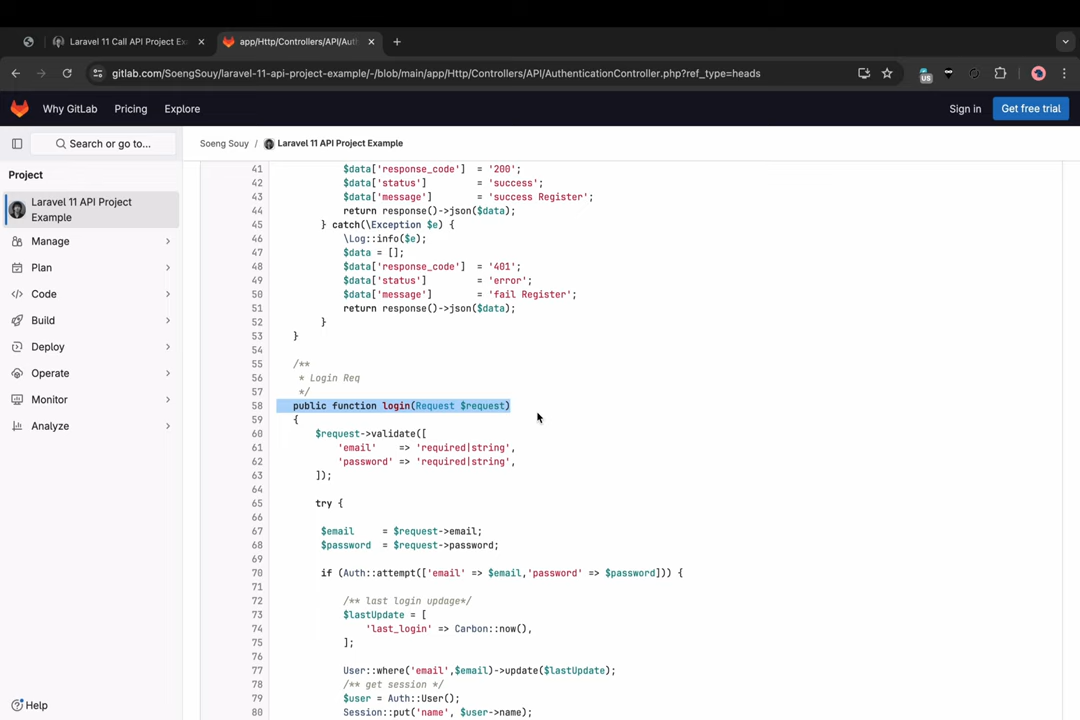 Laravel 11 Call API Project Ex
app/Http/Controllers/API/Auth
gitlab.com/SoengSouy/laravel-11-api-project-example/-/blob/main/app/Http/Controllers/API/AuthenticationController.php?ref_type=heads
US
Why GitLab
Pricing
Explore
Sign in
Get free trial
Search or go to...
Soeng Souy / Laravel 11 API Project Example
Project
Laravel 11 API Project
Example
Manage
Plan
Code
Build
Deploy
Operate
Monitor
Analyze
Help
41 $data['response_code'] = '200';
42 $data['status'] = 'success';
43 $data['message'] = 'success Register';
44 return response()->json($data);
45 } catch(\Exception $e) {
46 \Log::info($e);
47 $data = [];
48 $data['response_code'] = '401';
49 $data['status'] = 'error';
50 $data['message'] = 'fail Register';
51 return response()->json($data);
52 }
53 }
54
55 /**
56 * Login Req
57 */
58 public function login(Request $request)
59 {
60 $request->validate([
61 'email' => 'required|string',
62 'password' => 'required|string',
63 ]);
64
65 try {
66
67 $email = $request->email;
68 $password = $request->password;
69
70 if (Auth::attempt(['email' => $email,'password' => $password])) {
71
72 /** last login updage*/
73 $lastUpdate = [
74 'last_login' => Carbon::now(),
75 ];
76
77 User::where('email',$email)->update($lastUpdate);
78 /** get session */
79 $user = Auth::User();
80 Session::put('name', $user->name);